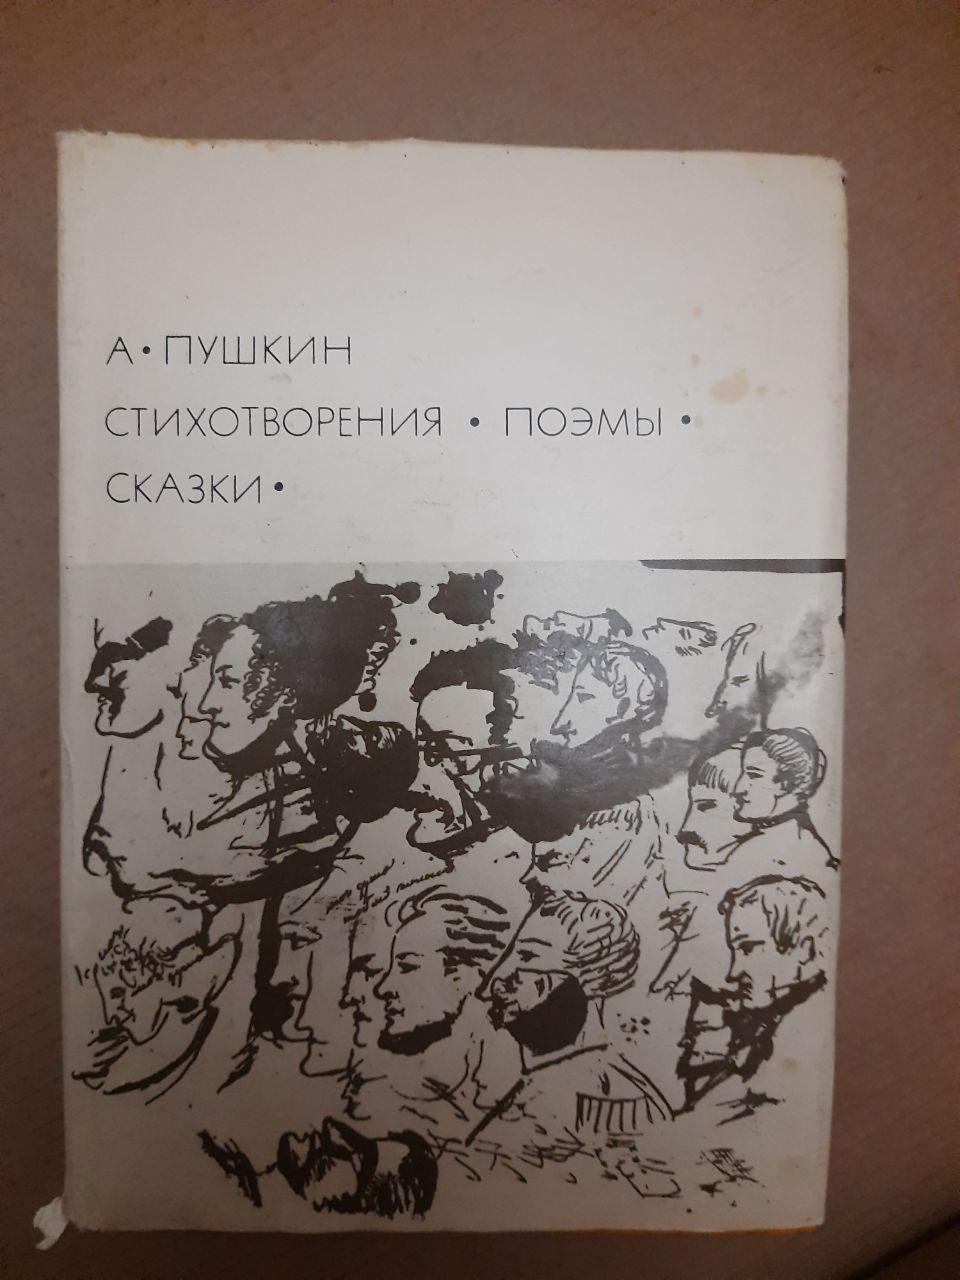 А • ПУШКИН
СТИХОТВОРЕНИЯ • ПОЭМЫ •
СКАЗКИ •